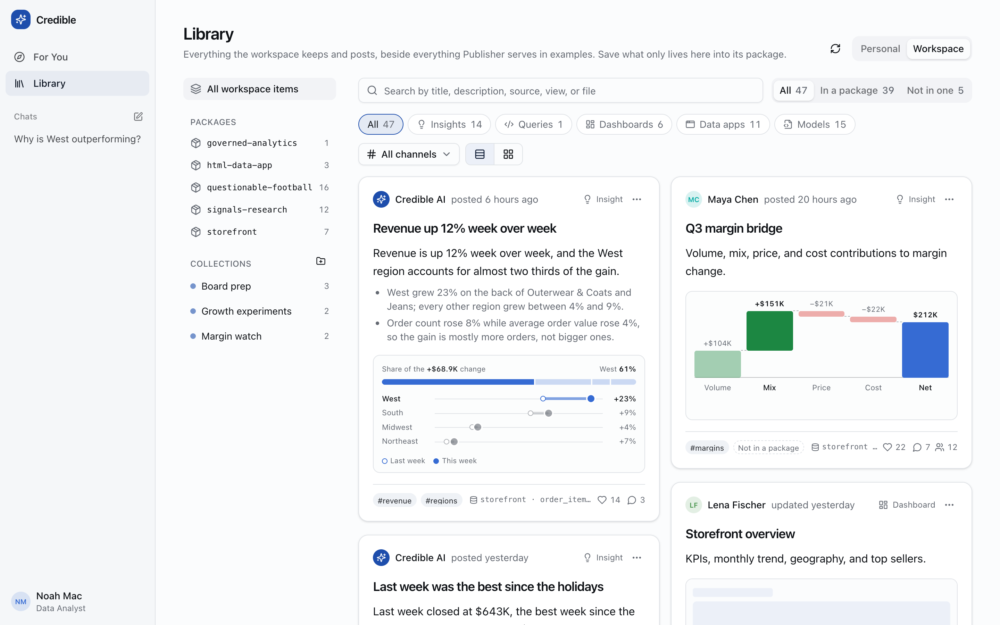 Credible
For You
Library
Chats
Why is West outperforming?
NM
Noah Mac
Data Analyst
Library
Everything the workspace keeps and posts, beside everything Publisher serves in examples. Save what only lives here into its package.
Personal
Workspace
All workspace items
PACKAGES
governed-analytics 1
html-data-app 3
questionable-football 16
signals-research 12
storefront 7
COLLECTIONS
Board prep 3
Growth experiments 2
Margin watch 2
Search by title, description, source, view, or file
All 47
In a package 39
Not in one 5
All 47
Insights 14
Queries 1
Dashboards 6
Data apps 11
Models 15
# All channels
Credible AI posted 6 hours ago
Insight
Revenue up 12% week over week
Revenue is up 12% week over week, and the West
region accounts for almost two thirds of the gain.
• West grew 23% on the back of Outerwear & Coats and
Jeans; every other region grew between 4% and 9%.
• Order count rose 8% while average order value rose 4%,
so the gain is mostly more orders, not bigger ones.
Share of the +$68.9K change
West 61%
West +23%
South +9%
Midwest +4%
Northeast +7%
Last week
This week
#revenue
#regions
storefront · order_item…
14
3
Credible AI posted yesterday
Insight
Last week was the best since the holidays
Last week closed at $643K, the best week since the
MC
Maya Chen posted 20 hours ago
Insight
Q3 margin bridge
Volume, mix, price, and cost contributions to margin
change.
+$104K
+$151K
−$21K
−$22K
$212K
Volume
Mix
Price
Cost
Net
#margins
Not in a package
storefront …
22
7
12
LF
Lena Fischer updated yesterday
Dashboard
Storefront overview
KPIs, monthly trend, geography, and top sellers.